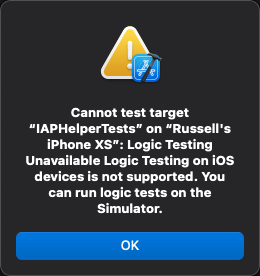 Cannot test target
“IAPHelperTests” on “Russell's
iPhone XS”: Logic Testing
Unavailable Logic Testing on iOS
devices is not supported. You
can run logic tests on the
Simulator.
OK